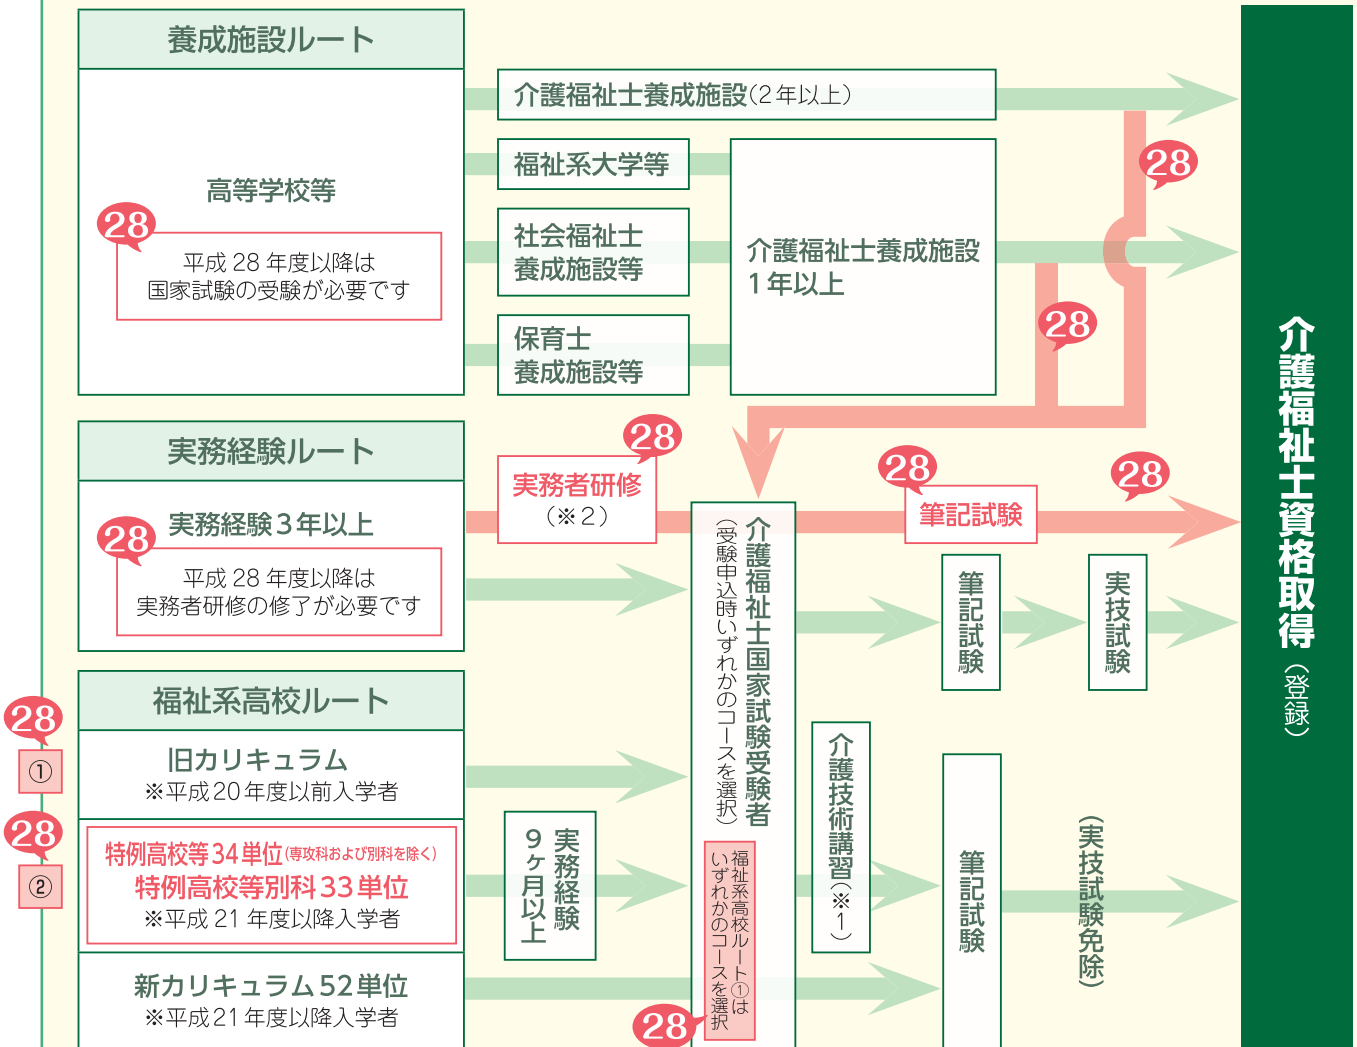 養成施設ルート
高等学校等
28
平成 28 年度以降は
国家試験の受験が必要です
介護福祉士養成施設(2年以上)
福祉系大学等
社会福祉士
養成施設等
保育士
養成施設等
介護福祉士養成施設
1年以上
28
28
実務経験ルート
実務経験3年以上
28
平成 28 年度以降は
実務者研修の修了が必要です
28
実務者研修
(※2)
28
筆記試験
28
福祉系高校ルート
28
①
旧カリキュラム
※平成20年度以前入学者
28
②
特例高校等34単位(専攻科および別科を除く)
特例高校等別科33単位
※平成 21 年度以降入学者
新カリキュラム52単位
※平成21年度以降入学者
9ヶ月以上
実務経験
介護福祉士国家試験受験者
(受験申込時いずれかのコースを選択)
福祉系高校ルート①は
いずれかのコースを選択
28
筆記試験
実技試験
介護技術講習(※1)
筆記試験
(実技試験免除)
介護福祉士資格取得(登録)